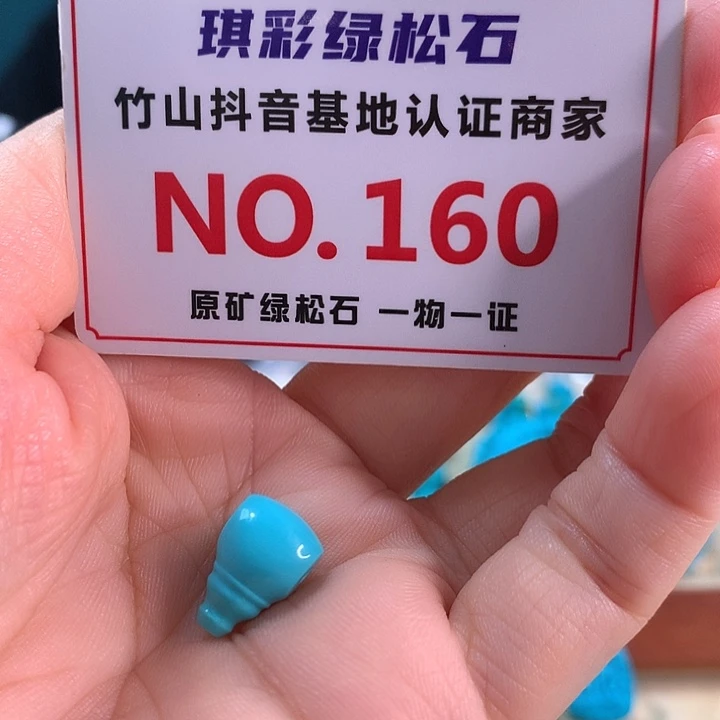 琪彩绿松石
竹山抖音基地认证商家
NO.160
原矿绿松石 一物一证